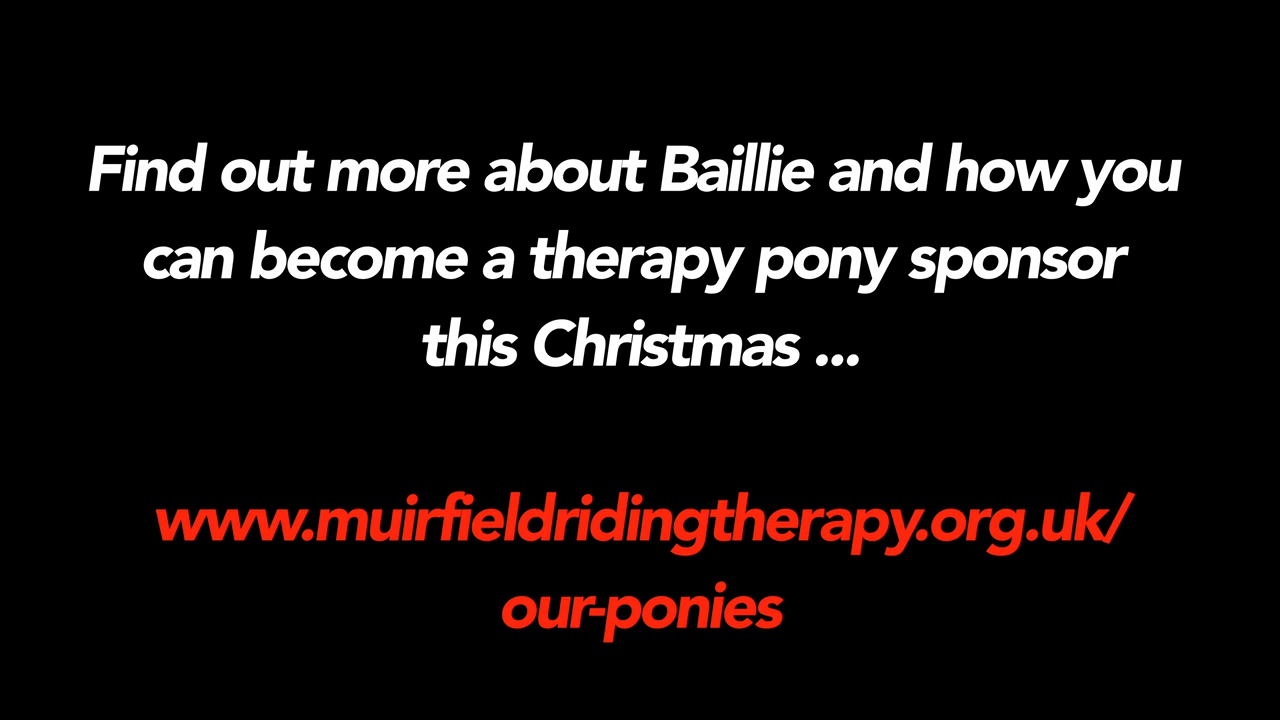 Find out more about Baillie and how you
can become a therapy pony sponsor
this Christmas ...
www.muirfieldridingtherapy.org.uk/
our-ponies